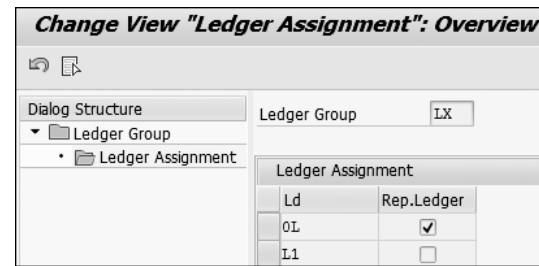 Change View "Ledger Assignment": Overview
Dialog Structure
Ledger Group
Ledger Assignment
Ledger Group LX
Ledger Assignment
Ld Rep.Ledger
0L
L1